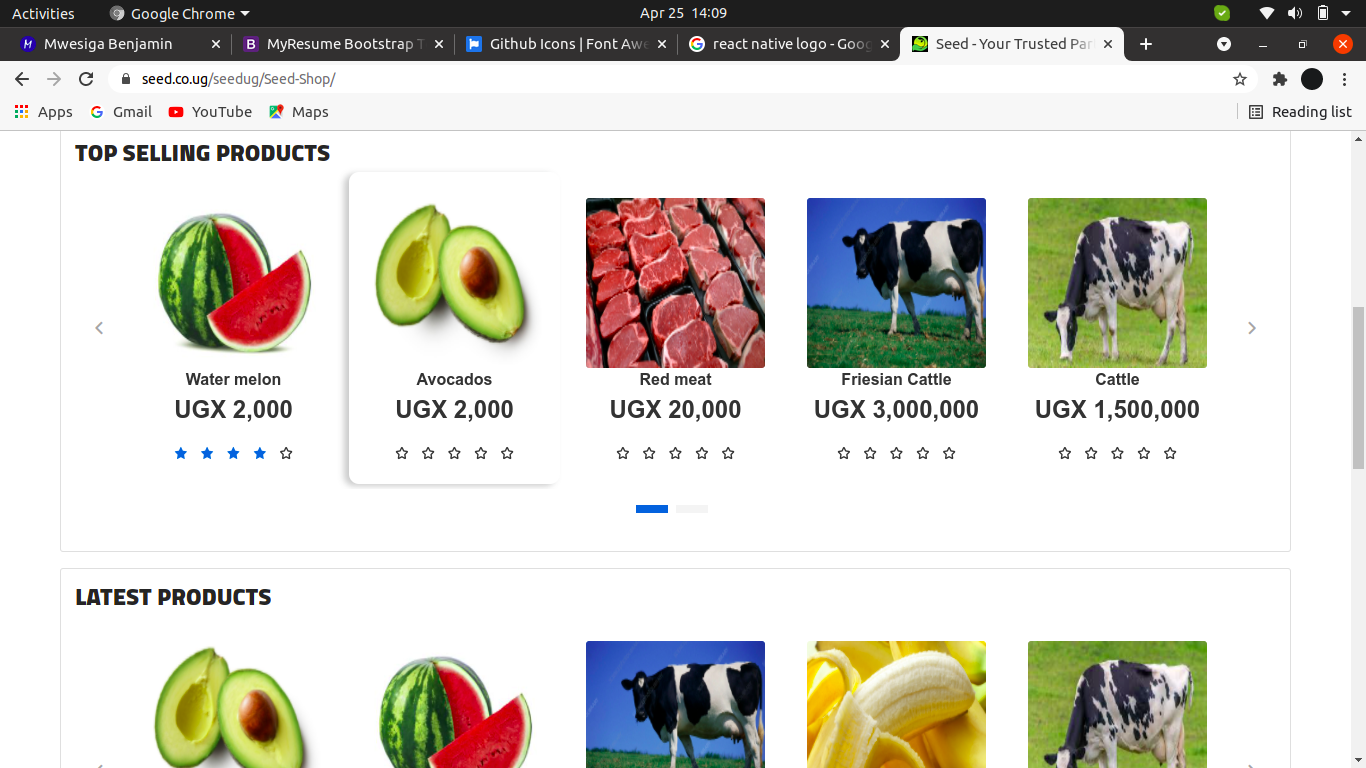 Activities Google Chrome Apr 25 14:09
Mwesiga Benjamin MyResume Bootstrap T Github Icons | Font Awe react native logo - Goog Seed - Your Trusted Par
seed.co.ug/seedug/Seed-Shop/
Apps Gmail YouTube Maps Reading list
TOP SELLING PRODUCTS
Water melon Avocados Red meat Friesian Cattle Cattle
UGX 2,000 UGX 2,000 UGX 20,000 UGX 3,000,000 UGX 1,500,000
LATEST PRODUCTS